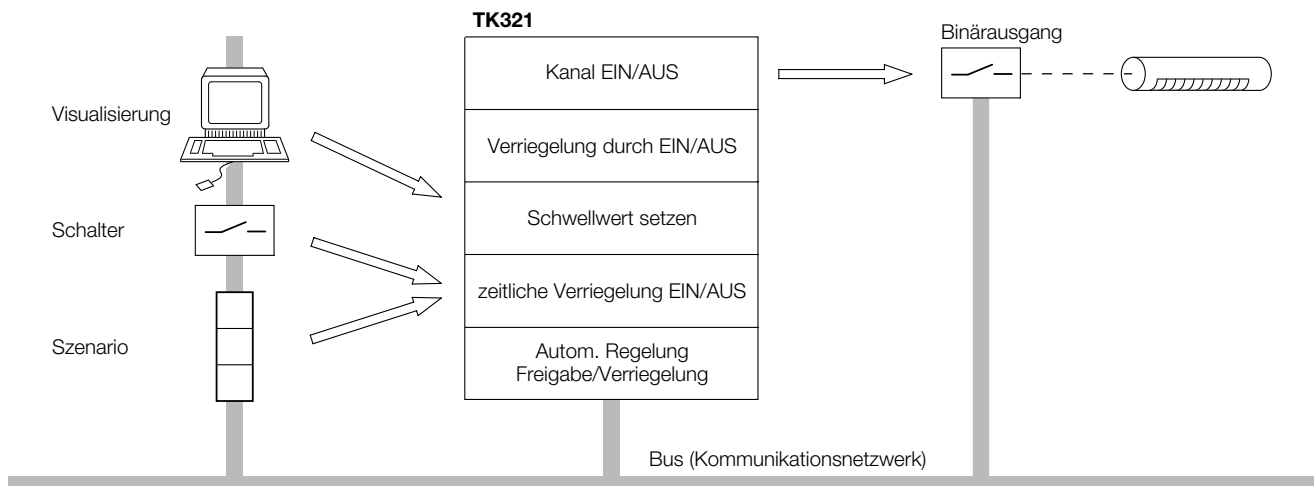 TK321
Binärausgang
Kanal EIN/AUS
Visualisierung
Verriegelung durch EIN/AUS
Schalter
Schwellwert setzen
zeitliche Verriegelung EIN/AUS
Szenario
Autom. Regelung
Freigabe/Verriegelung
Bus (Kommunikationsnetzwerk)